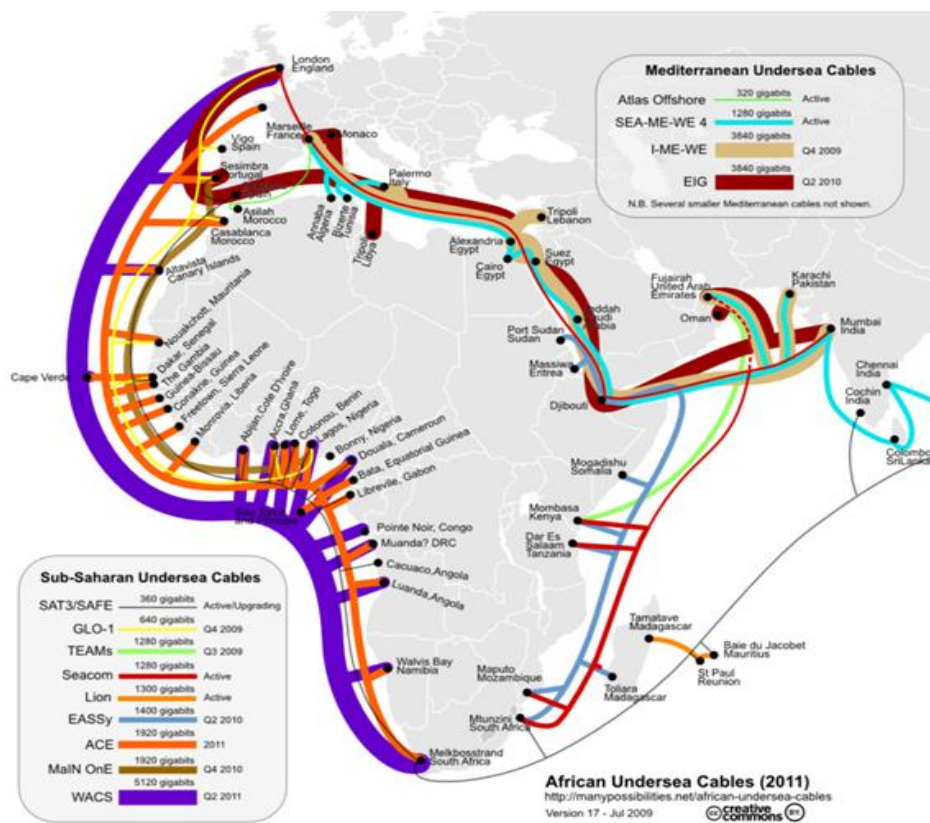 London
England
Vigo
Spain
Sesimbra
Portugal
Marseille
France
Monaco
Palermo
Italy
Asilah
Morocco
Casablanca
Morocco
Annaba
Algeria
Bizerte
Tunisia
Tripoli
Libya
Altavista
Canary Islands
Alexandria
Egypt
Cairo
Egypt
Suez
Egypt
Tripoli
Lebanon
Port Sudan
Sudan
Massiwa
Eritrea
Djibouti
Fujairah
United Arab
Emirates
Oman
Karachi
Pakistan
Mumbai
India
Chennai
India
Cochin
India
Colombo
SriLanka
Nouakchott, Mauritania
Dakar, Senegal
The Gambia
Guinea-Bissau
Conakrie, Guinea
Freetown, Sierra Leone
Monrovia, Liberia
Cape Verde
Abijan,Cote D'Ivore
Accra,Ghana
Lome, Togo
Cotonou, Benin
Lagos, Nigeria
Bonny, Nigeria
Douala, Cameroun
Bata, Equatorial Guinea
Libreville, Gabon
Pointe Noir, Congo
Muanda? DRC
Cacuaco,Angola
Luanda,Angola
Walvis Bay
Namibia
Melkbosstrand
South Africa
Mogadishu
Somalia
Mombasa
Kenya
Dar Es
Salaam
Tanzania
Tamatave
Madagascar
Baie du Jacobet
Mauritius
St Paul
Reunion
Toliara
Madagascar
Maputo
Mozambique
Mtunzini
South Africa
Mediterranean Undersea Cables
Atlas Offshore 320 gigabits Active
SEA-ME-WE 4 1280 gigabits Active
I-ME-WE 3840 gigabits Q4 2009
EIG 3840 gigabits Q2 2010
N.B. Several smaller Mediterranean cables not shown.
Sub-Saharan Undersea Cables
SAT3/SAFE 360 gigabits Active/Upgrading
GLO-1 640 gigabits Q4 2009
TEAMs 1280 gigabits Q3 2009
Seacom 1280 gigabits Active
Lion 1300 gigabits Active
EASSy 1400 gigabits Q2 2010
ACE 1920 gigabits 2011
MaIN OnE 1920 gigabits Q4 2010
WACS 5120 gigabits Q2 2011
African Undersea Cables (2011)
http://manypossibilities.net/african-undersea-cables
Version 17 - Jul 2009
cc creative commons BY